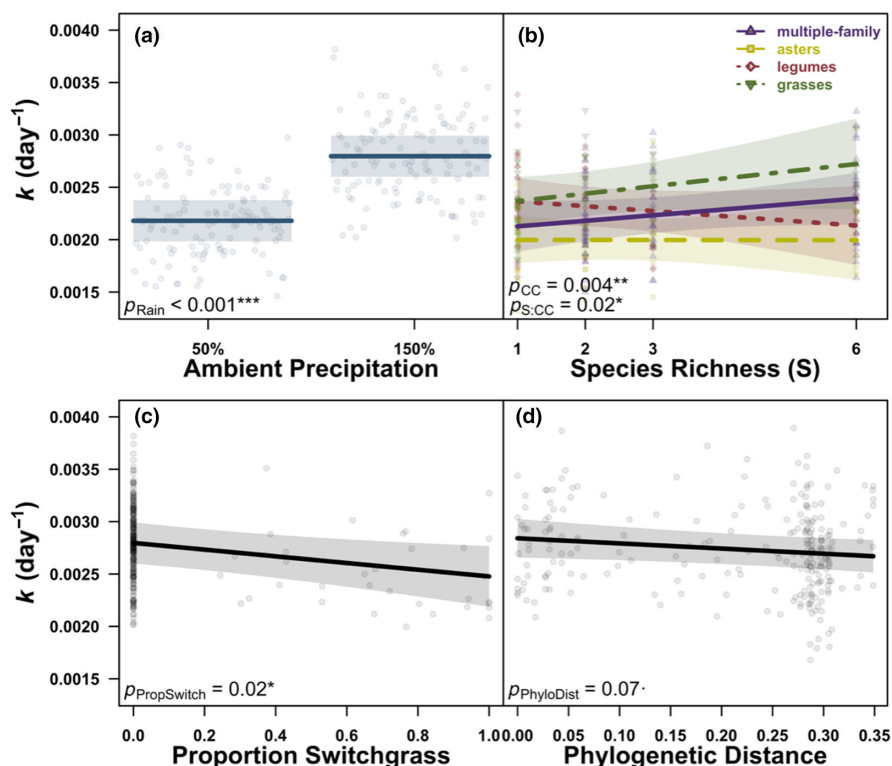 (a)
(b)
multiple-family
asters
legumes
grasses
k (day⁻¹)
0.0040
0.0035
0.0030
0.0025
0.0020
0.0015
pRain < 0.001***
pCC = 0.004**
pS:CC = 0.02*
50% 150%
Ambient Precipitation
1 2 3 6
Species Richness (S)
(c)
(d)
k (day⁻¹)
0.0040
0.0035
0.0030
0.0025
0.0020
0.0015
pPropSwitch = 0.02*
pPhyloDist = 0.07·
0.0 0.2 0.4 0.6 0.8 1.0
Proportion Switchgrass
0.00 0.05 0.10 0.15 0.20 0.25 0.30 0.35
Phylogenetic Distance